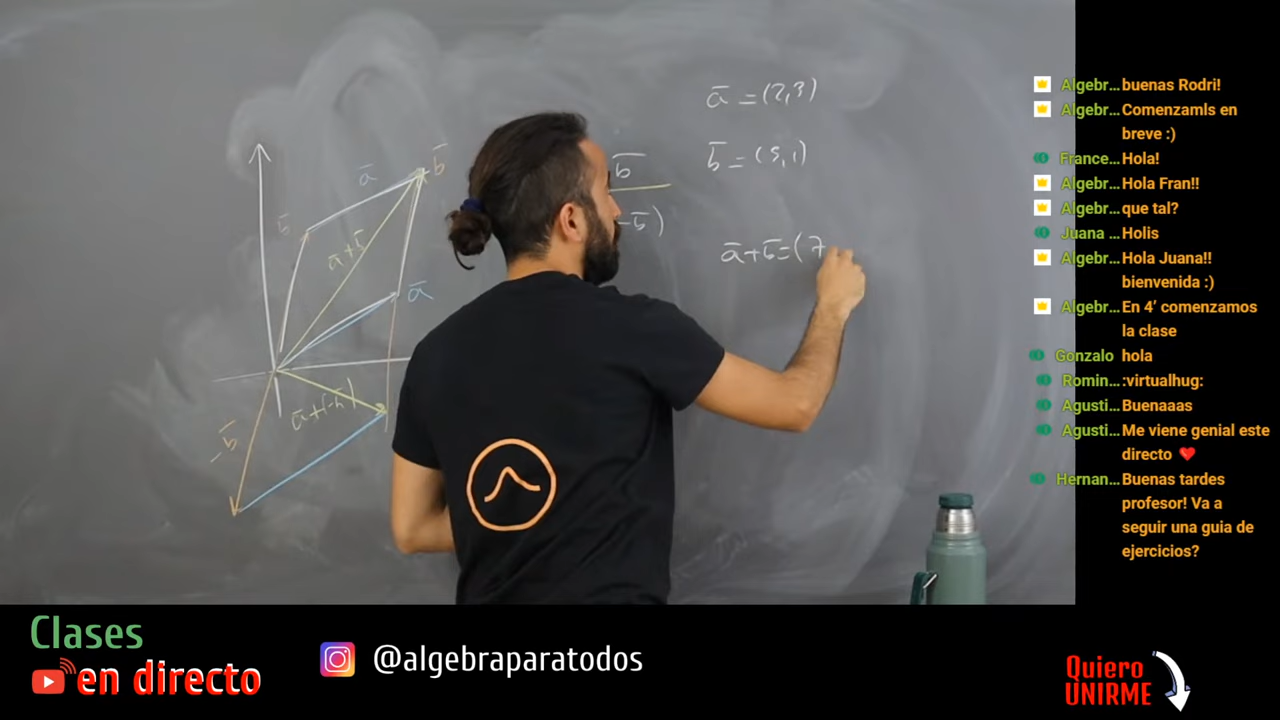 b̅
a̅
b̅
a̅+b̅
a̅
a̅+(-b̅)
-b̅
b̅
-b̅)
a̅ = (2,3)
b̅ = (5,1)
a̅+b̅=(7
Algebr... buenas Rodri!
Algebr... Comenzamls en
breve :)
France... Hola!
Algebr... Hola Fran!!
Algebr... que tal?
Juana ... Holis
Algebr... Hola Juana!!
bienvenida :)
Algebr... En 4’ comenzamos
la clase
Gonzalo hola
Romin... :virtualhug:
Agusti... Buenaaas
Agusti... Me viene genial este
directo ❤
Hernan... Buenas tardes
profesor! Va a
seguir una guia de
ejercicios?
Clases
en directo
@algebraparatodos
Quiero
UNIRME